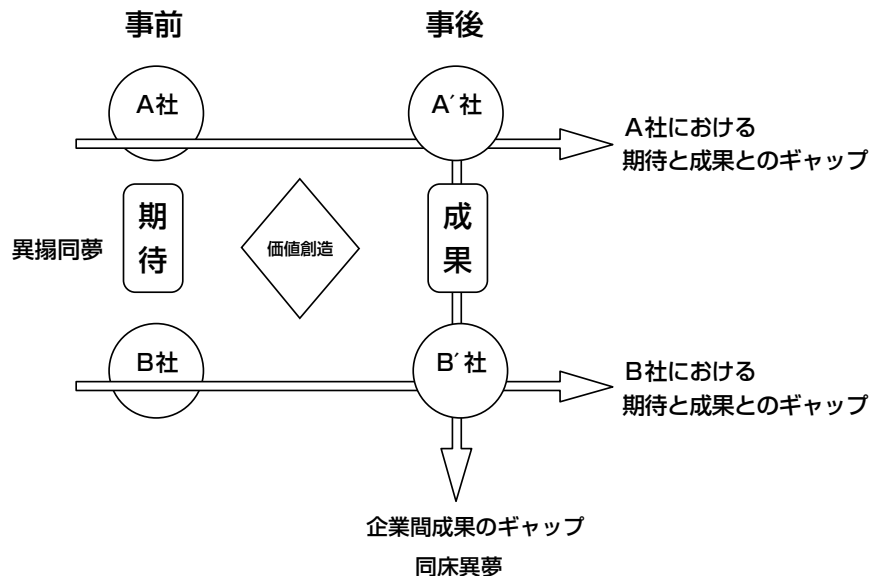 事前
事後
A社
A′社
A社における
期待と成果とのギャップ
異搨同夢
期待
価値創造
成果
B社
B′社
B社における
期待と成果とのギャップ
企業間成果のギャップ
同床異夢